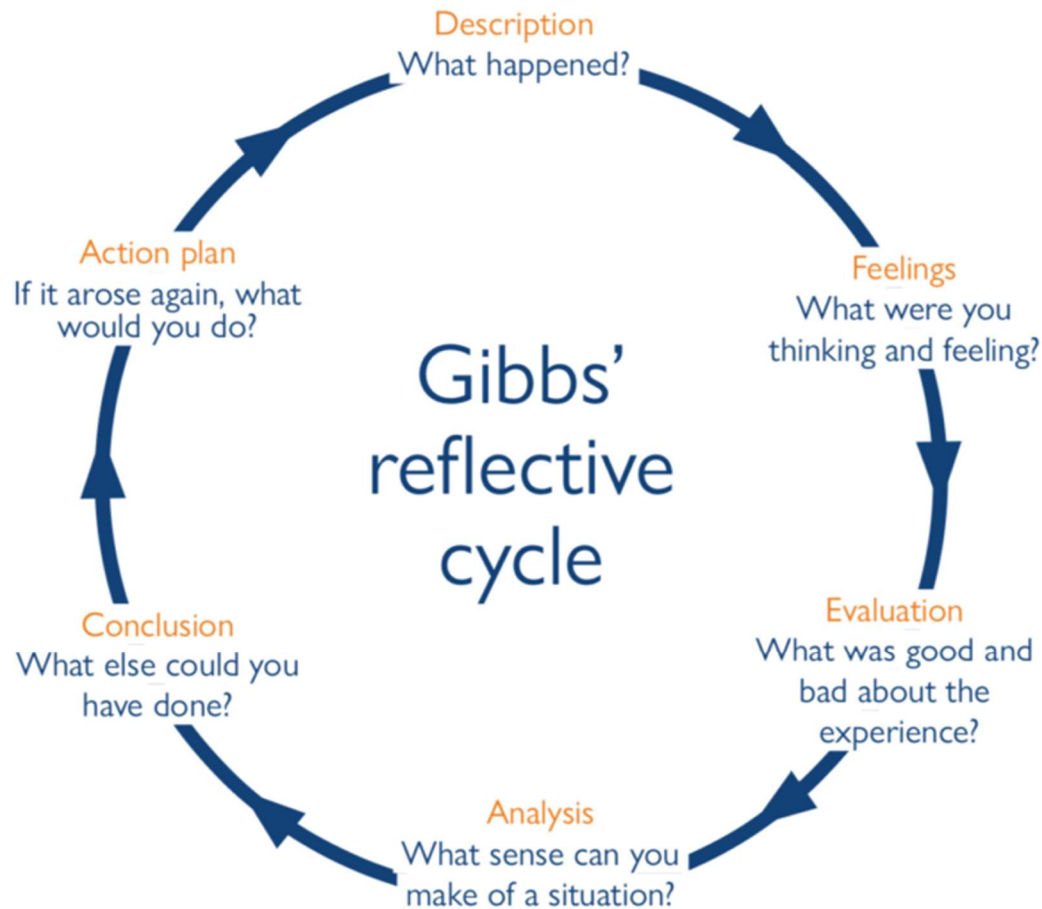 Description
What happened?
Feelings
What were you
thinking and feeling?
Evaluation
What was good and
bad about the
experience?
Analysis
What sense can you
make of a situation?
Conclusion
What else could you
have done?
Action plan
If it arose again, what
would you do?
Gibbs’
reflective
cycle